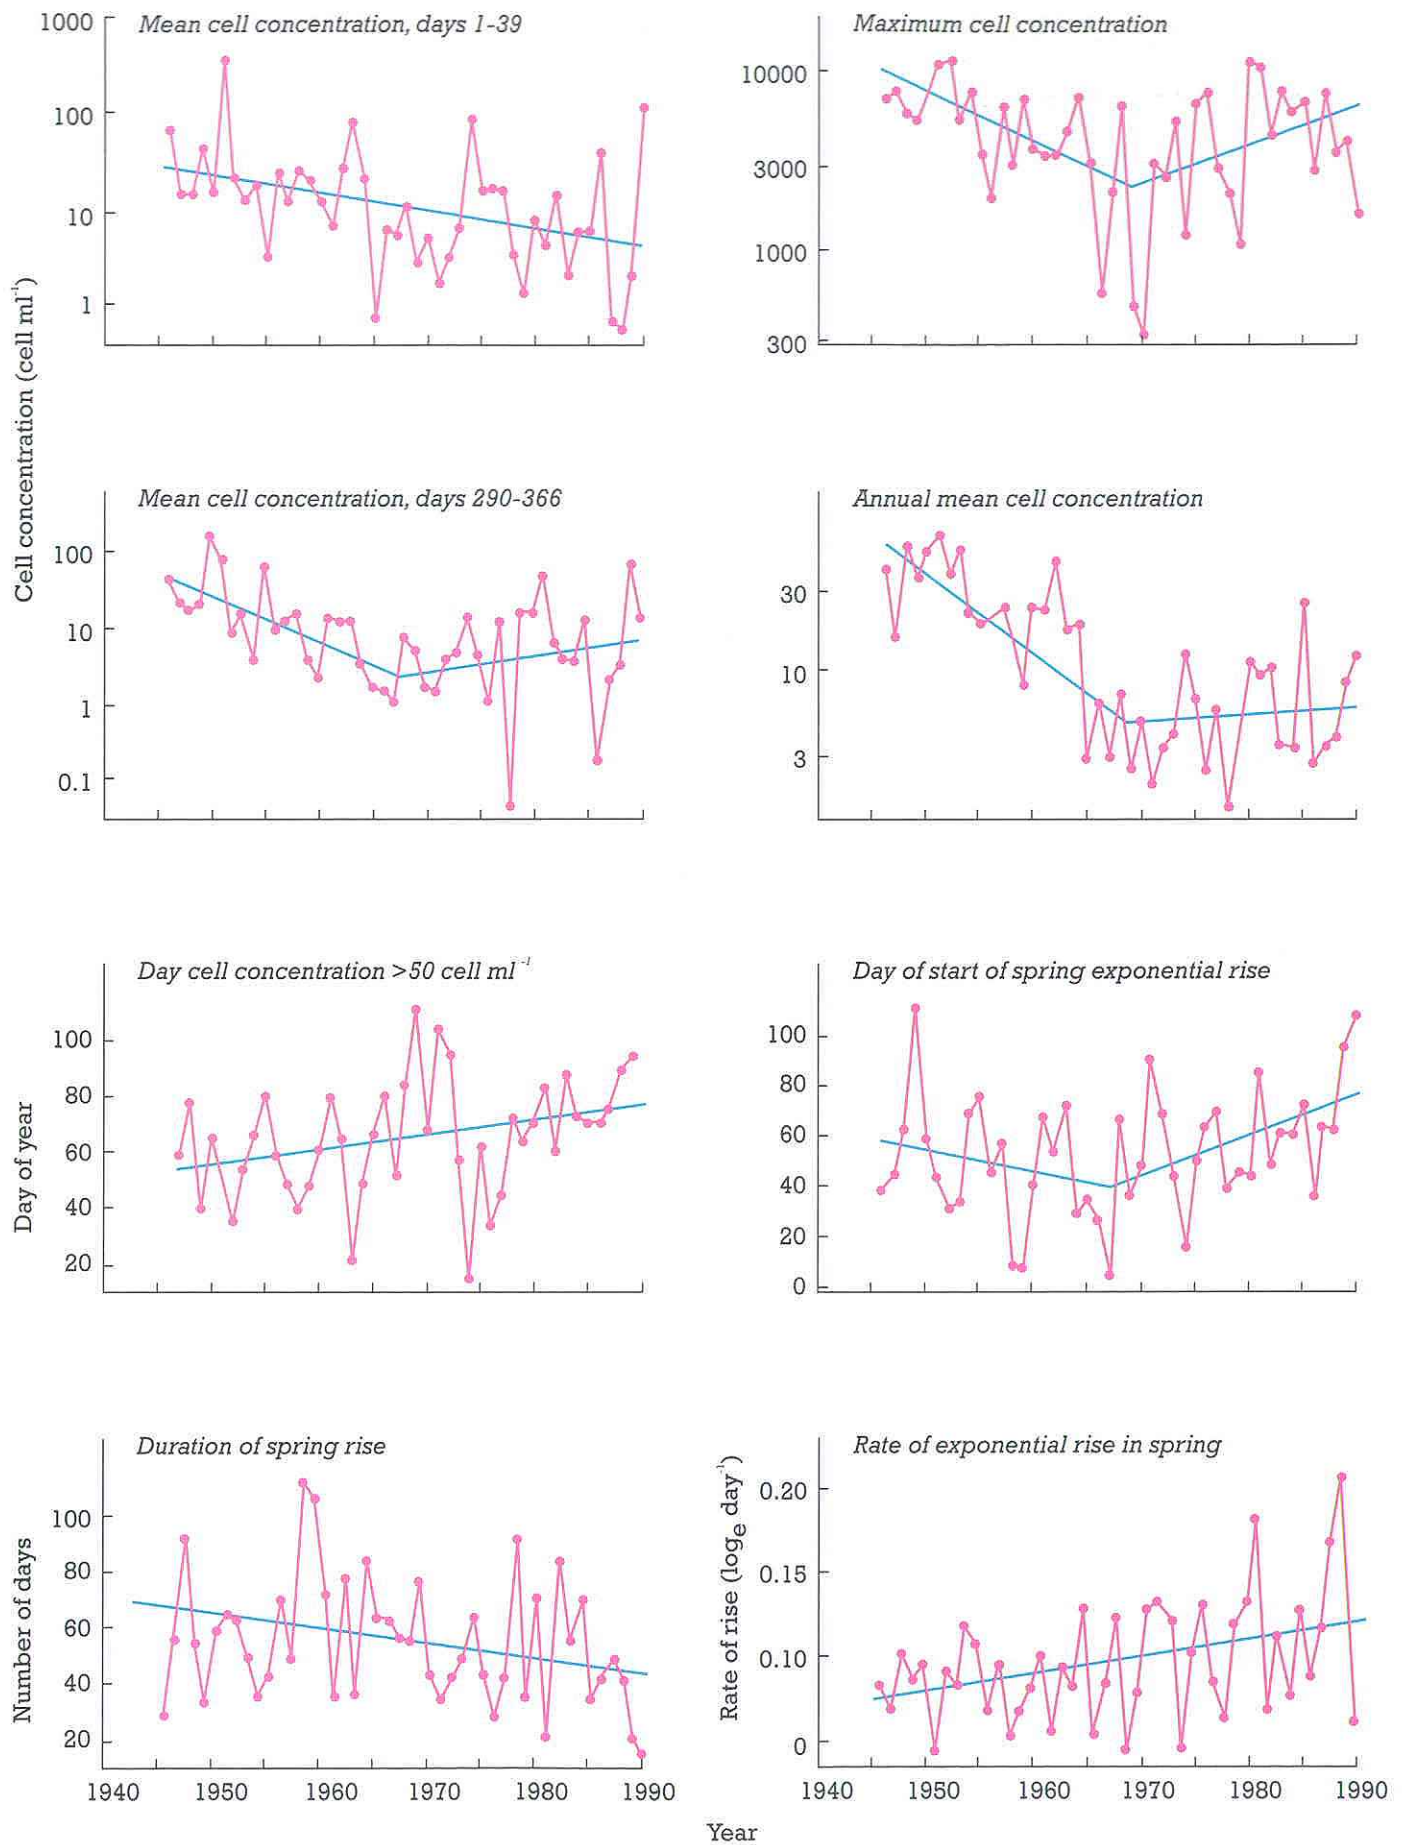 Mean cell concentration, days 1-39
1000
100
10
1
Maximum cell concentration
10000
3000
1000
300
Cell concentration (cell ml⁻¹)
Mean cell concentration, days 290-366
100
10
1
0.1
Annual mean cell concentration
30
10
3
Day cell concentration >50 cell ml⁻¹
100
80
60
40
20
Day of year
Day of start of spring exponential rise
100
80
60
40
20
0
Duration of spring rise
100
80
60
40
20
Number of days
1940 1950 1960 1970 1980 1990
Rate of exponential rise in spring
0.20
0.15
0.10
0
Rate of rise (logₑ day⁻¹)
1940 1950 1960 1970 1980 1990
Year